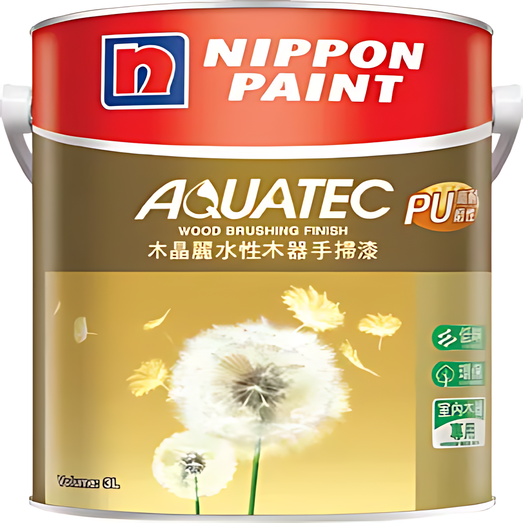 n
NIPPON
PAINT
AQUATEC
WOOD BRUSHING FINISH
木晶麗水性木器手掃漆
PU
環保
室內木器
專用
Volume: 3L